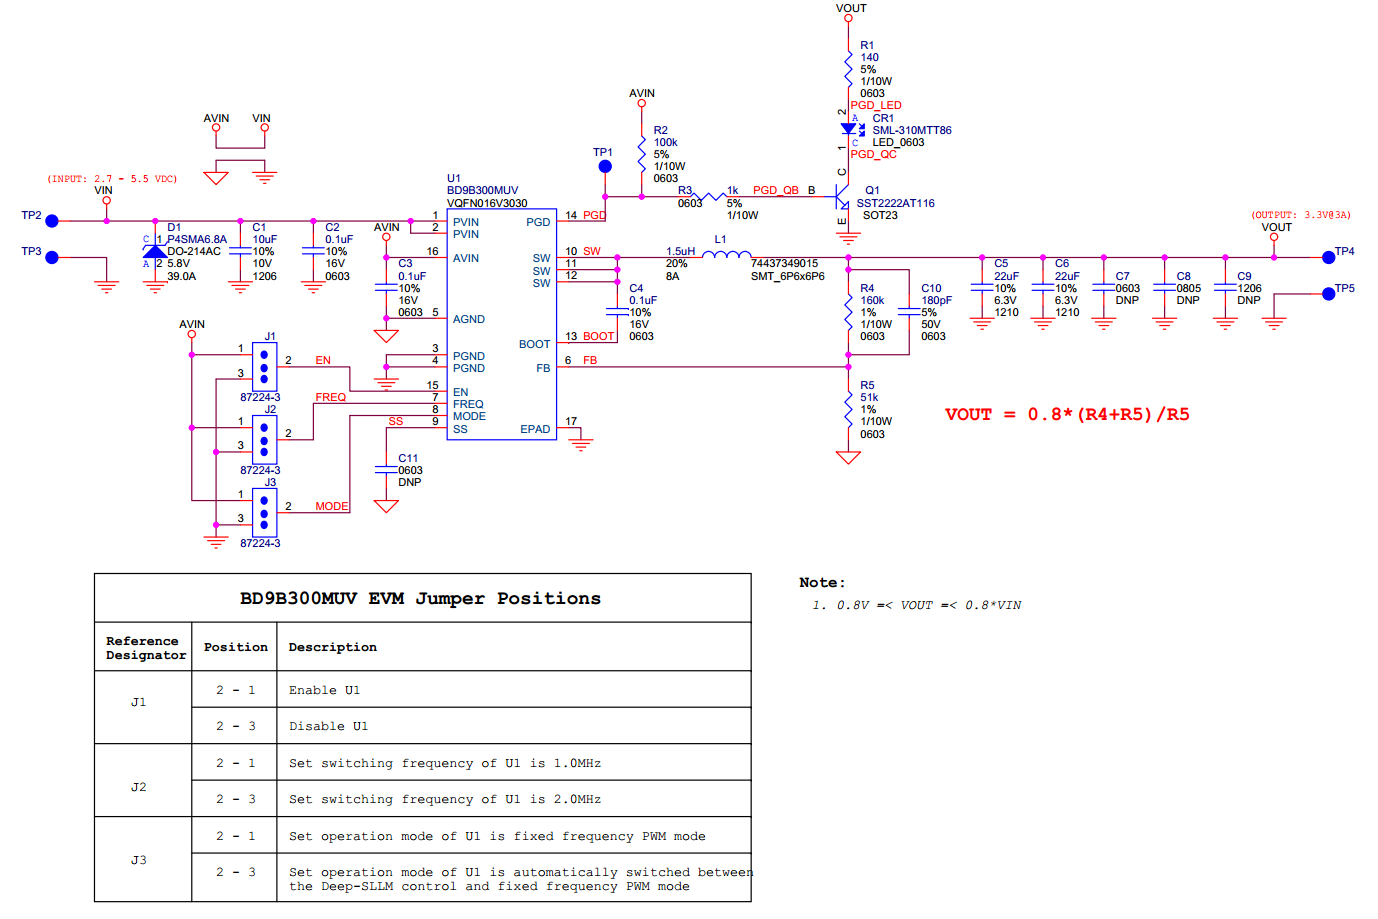 VOUT
R1
140
5%
1/10W
0603
PGD_LED
2
A
CR1
SML-310MTT86
C
LED_0603
1
PGD_QC
AVIN
VIN
AVIN
R2
100k
5%
1/10W
0603
TP1
R3
0603
1k
5%
1/10W
PGD_QB
B
C
E
Q1
SST2222AT116
SOT23
(INPUT: 2.7 - 5.5 VDC)
VIN
TP2
TP3
C
1
D1
P4SMA6.8A
DO-214AC
A
2
5.8V
39.0A
C1
10uF
10%
10V
1206
C2
0.1uF
10%
16V
0603
AVIN
C3
0.1uF
10%
16V
0603
U1
BD9B300MUV
VQFN016V3030
1
PVIN
2
PVIN
16
AVIN
5
AGND
3
PGND
4
PGND
15
EN
7
FREQ
8
MODE
9
SS
PGD
14
PGD
SW
10
SW
SW
11
SW
12
BOOT
13
BOOT
FB
6
FB
EPAD
17
1.5uH
20%
8A
L1
74437349015
SMT_6P6x6P6
C4
0.1uF
10%
16V
0603
R4
160k
1%
1/10W
0603
C10
180pF
5%
50V
0603
R5
51k
1%
1/10W
0603
C5
22uF
10%
6.3V
1210
C6
22uF
10%
6.3V
1210
C7
0603
DNP
C8
0805
DNP
C9
1206
DNP
(OUTPUT: 3.3V@3A)
VOUT
TP4
TP5
VOUT = 0.8*(R4+R5)/R5
AVIN
J1
1
2
3
EN
87224-3
J2
1
2
3
FREQ
87224-3
J3
1
2
3
MODE
87224-3
SS
C11
0603
DNP
BD9B300MUV EVM Jumper Positions
Reference
Designator
Position
Description
J1
2 - 1
Enable U1
2 - 3
Disable U1
J2
2 - 1
Set switching frequency of U1 is 1.0MHz
2 - 3
Set switching frequency of U1 is 2.0MHz
J3
2 - 1
Set operation mode of U1 is fixed frequency PWM mode
2 - 3
Set operation mode of U1 is automatically switched between
the Deep-SLLM control and fixed frequency PWM mode
Note:
1. 0.8V =< VOUT =< 0.8*VIN